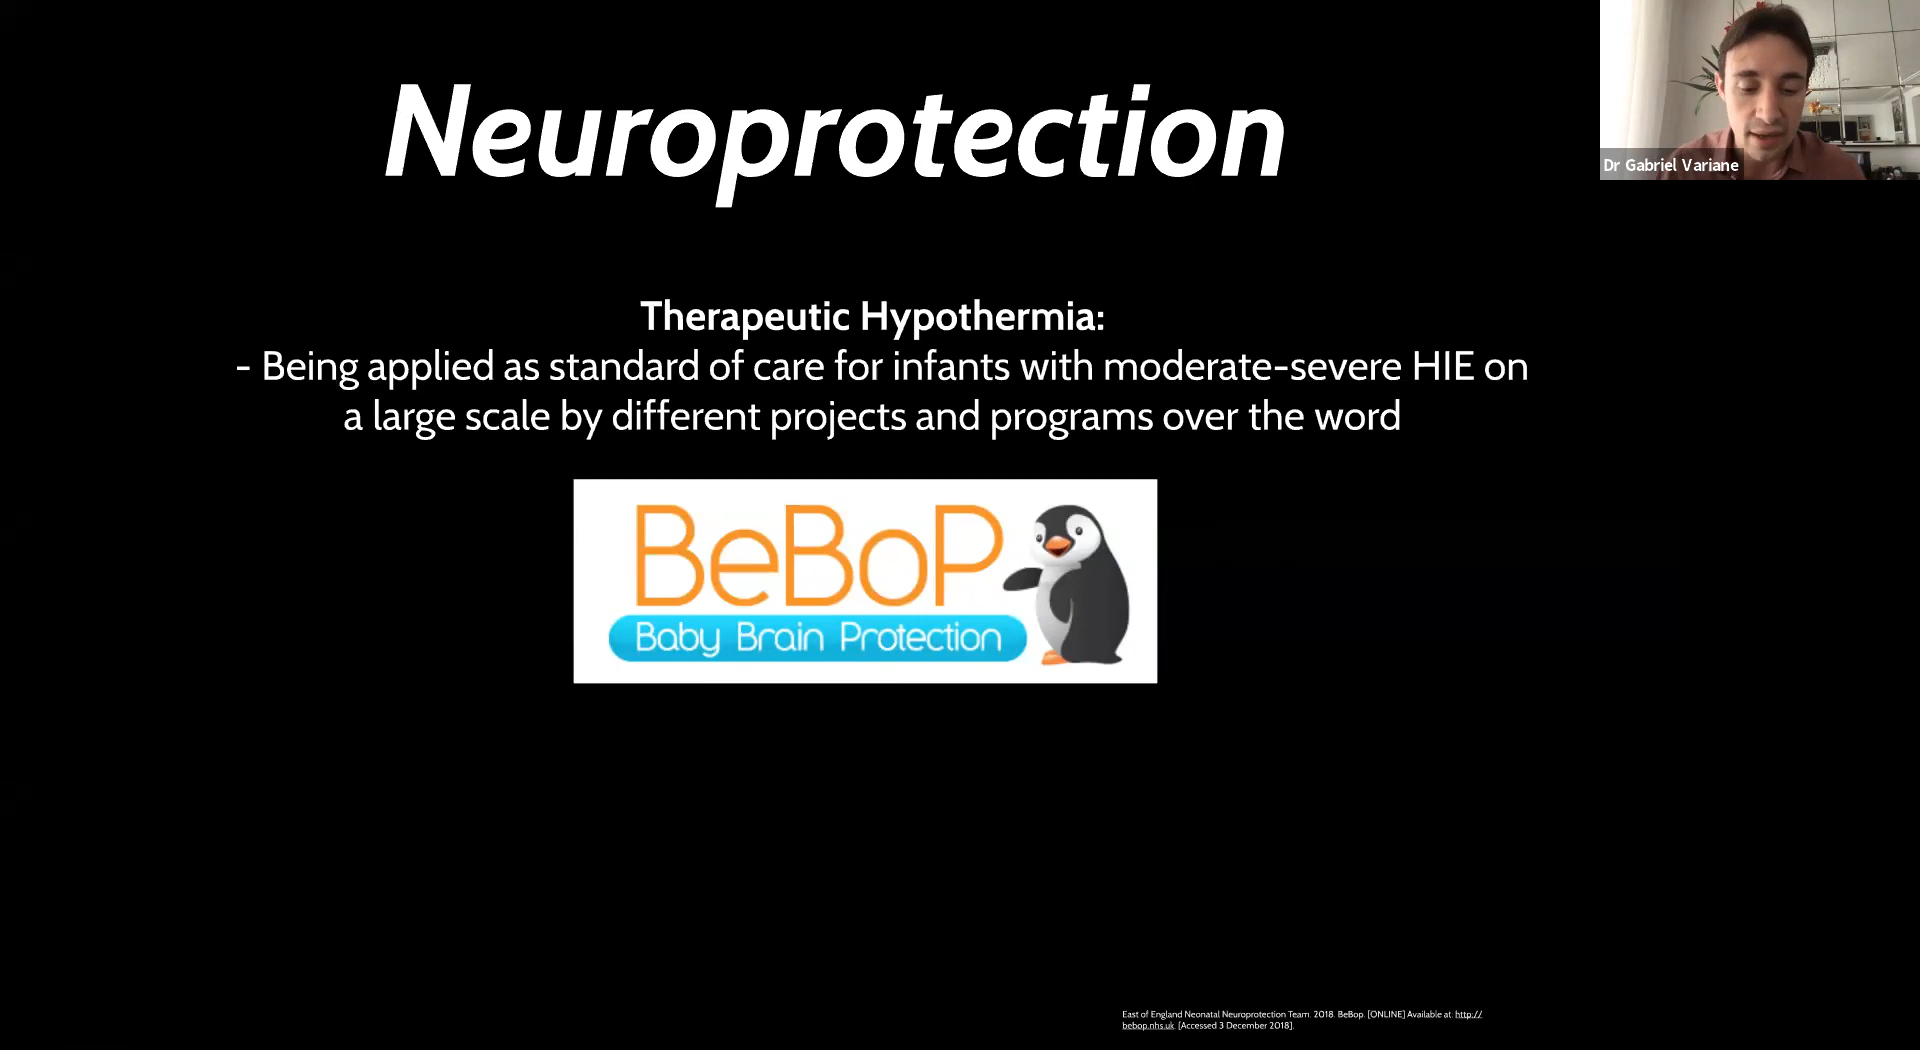 Neuroprotection
Dr Gabriel Variane
Therapeutic Hypothermia:
- Being applied as standard of care for infants with moderate-severe HIE on
a large scale by different projects and programs over the word
BeBoP
Baby Brain Protection
East of England Neonatal Neuroprotection Team. 2018. BeBop. [ONLINE] Available at: http://
bebop.nhs.uk. [Accessed 3 December 2018].